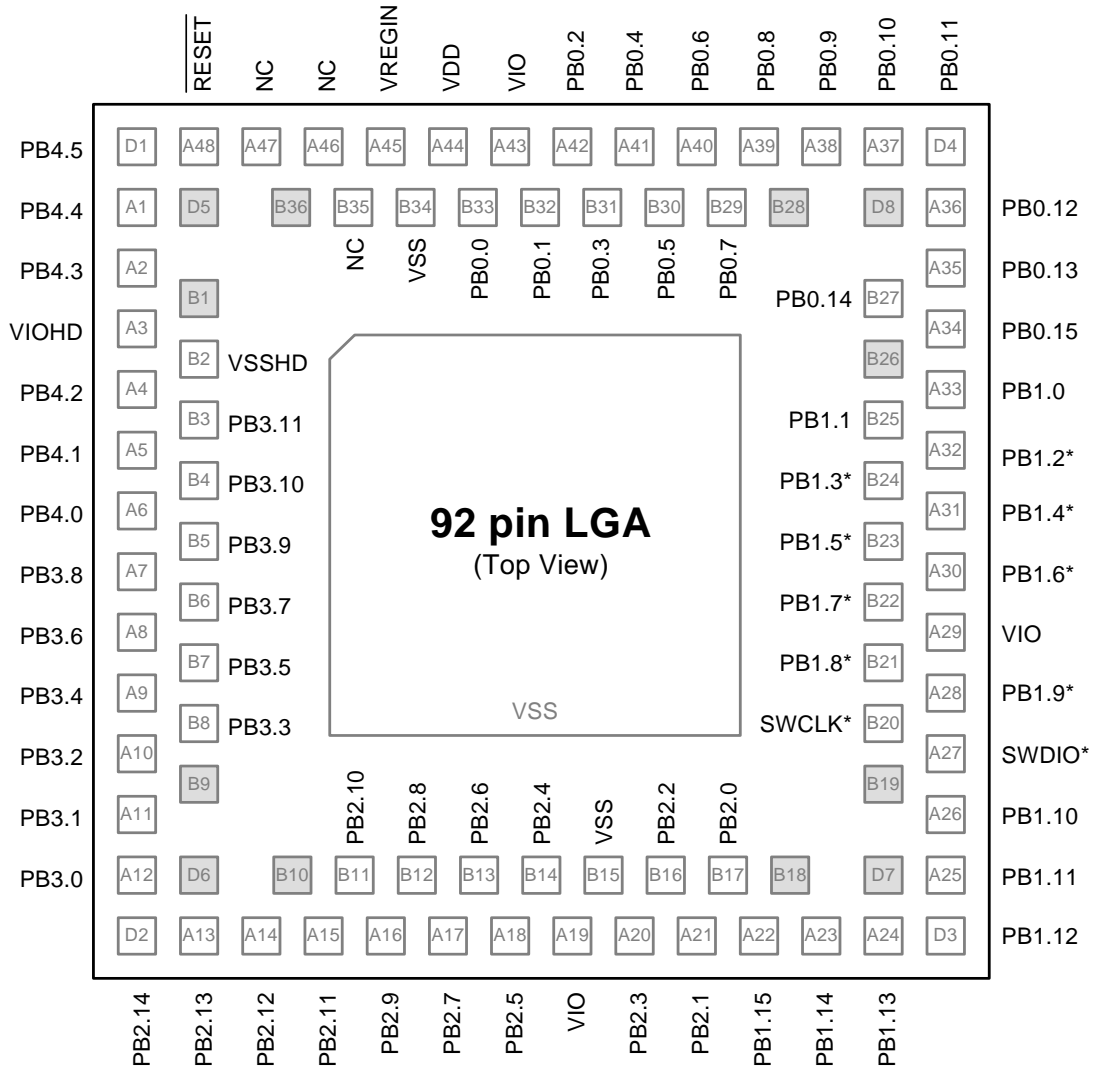 RESET NC NC VREGIN VDD VIO PB0.2 PB0.4 PB0.6 PB0.8 PB0.9 PB0.10 PB0.11
PB4.5 D1 A48 A47 A46 A45 A44 A43 A42 A41 A40 A39 A38 A37 D4
PB4.4 A1 D5 B36 B35 B34 B33 B32 B31 B30 B29 B28 D8 A36 PB0.12
NC VSS PB0.0 PB0.1 PB0.3 PB0.5 PB0.7
PB4.3 A2 A35 PB0.13
B1 PB0.14 B27
VIOHD A3 A34 PB0.15
B2 VSSHD B26
PB4.2 A4 A33 PB1.0
B3 PB3.11 PB1.1 B25
PB4.1 A5 A32 PB1.2*
B4 PB3.10 PB1.3* B24
PB4.0 A6 A31 PB1.4*
92 pin LGA
B5 PB3.9 PB1.5* B23
(Top View)
PB3.8 A7 A30 PB1.6*
B6 PB3.7 PB1.7* B22
PB3.6 A8 A29 VIO
B7 PB3.5 PB1.8* B21
PB3.4 A9 A28 PB1.9*
VSS
B8 PB3.3 SWCLK* B20
PB3.2 A10 A27 SWDIO*
B9 B19
PB2.10 PB2.8 PB2.6 PB2.4 VSS PB2.2 PB2.0
PB3.1 A11 A26 PB1.10
PB3.0 A12 D6 B10 B11 B12 B13 B14 B15 B16 B17 B18 D7 A25 PB1.11
D2 A13 A14 A15 A16 A17 A18 A19 A20 A21 A22 A23 A24 D3 PB1.12
PB2.14 PB2.13 PB2.12 PB2.11 PB2.9 PB2.7 PB2.5 VIO PB2.3 PB2.1 PB1.15 PB1.14 PB1.13